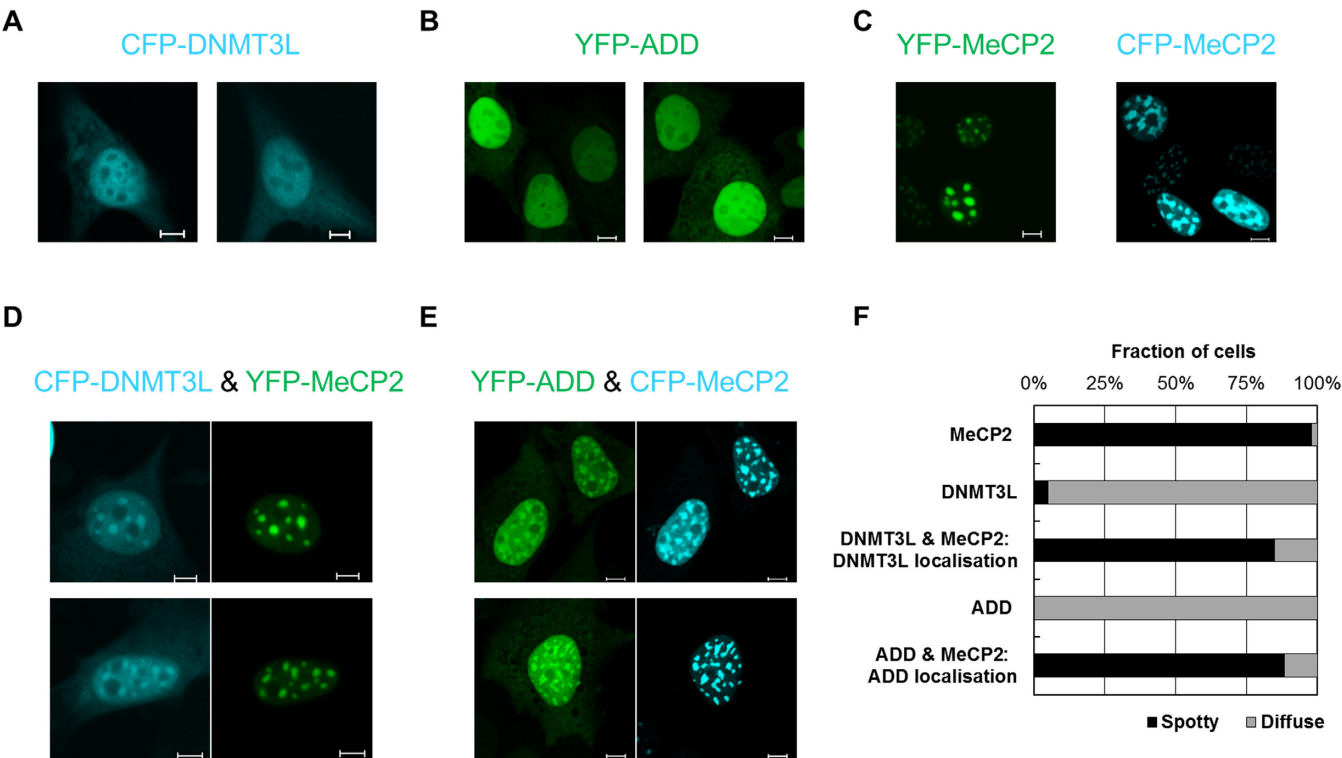 A
CFP-DNMT3L
B
YFP-ADD
C
YFP-MeCP2
CFP-MeCP2
D
CFP-DNMT3L & YFP-MeCP2
E
YFP-ADD & CFP-MeCP2
F
Fraction of cells
0% 25% 50% 75% 100%
MeCP2
DNMT3L
DNMT3L & MeCP2:
DNMT3L localisation
ADD
ADD & MeCP2:
ADD localisation
Spotty Diffuse